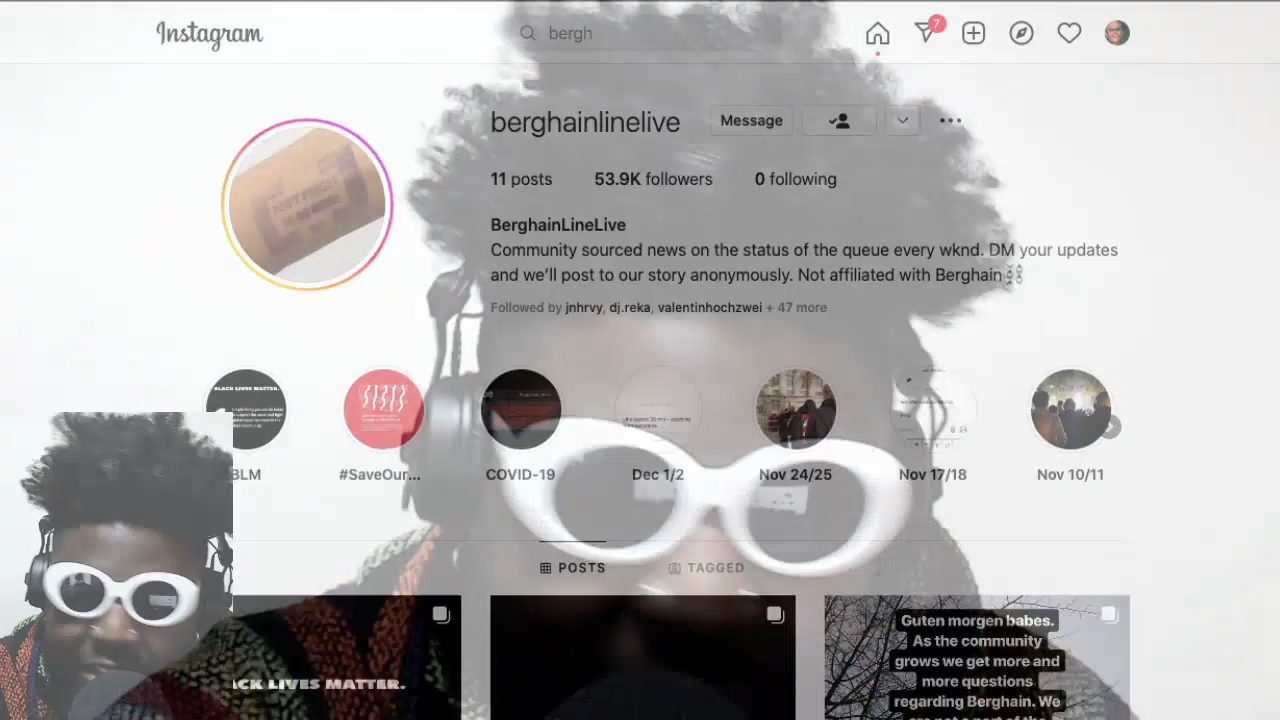 Instagram
bergh
7
berghainlinelive
Message
11 posts
53.9K followers
0 following
BerghainLineLive
Community sourced news on the status of the queue every wknd. DM your updates
and we'll post to our story anonymously. Not affiliated with Berghain
Followed by jnhrvy, dj.reka, valentinhochzwei + 47 more
BLACK LIVES MATTER.
BLM
#SaveOur...
COVID-19
Dec 1/2
Nov 24/25
Nov 17/18
Nov 10/11
POSTS
TAGGED
ACK LIVES MATTER.
Guten morgen babes.
As the community
grows we get more and
more questions
regarding Berghain. We